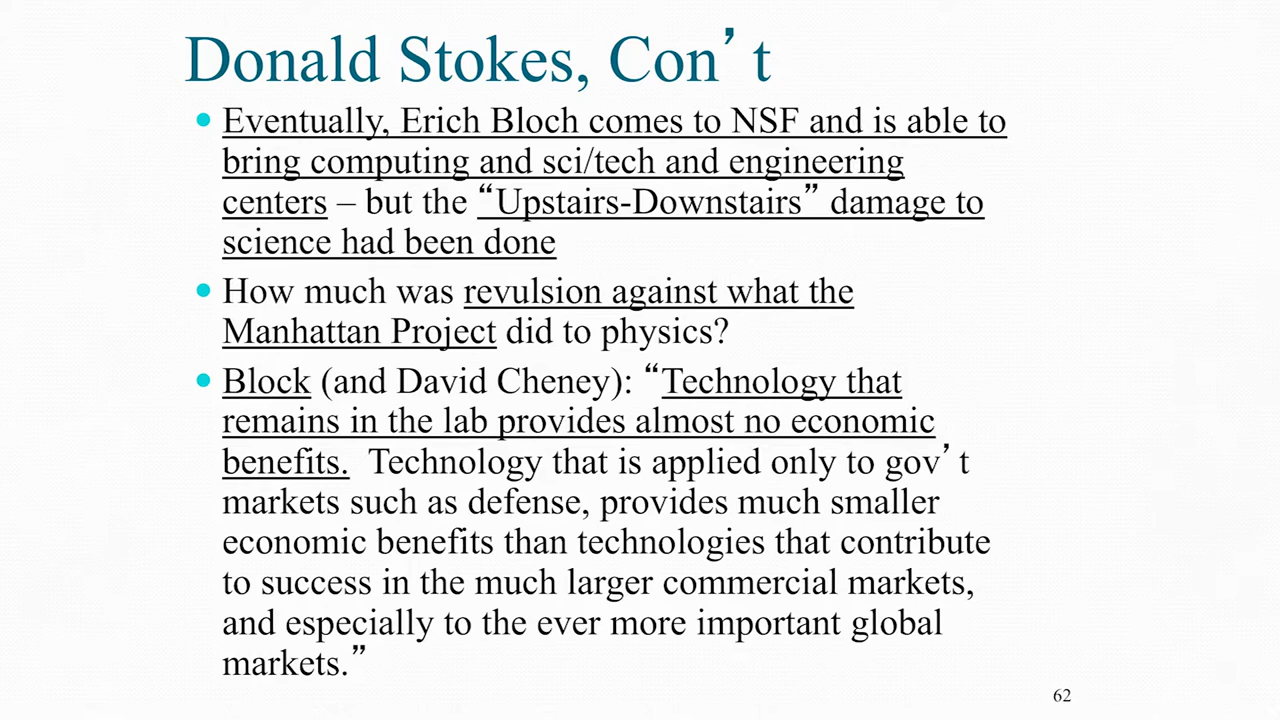 Donald Stokes, Con’t
• Eventually, Erich Bloch comes to NSF and is able to
bring computing and sci/tech and engineering
centers – but the “Upstairs-Downstairs” damage to
science had been done
• How much was revulsion against what the
Manhattan Project did to physics?
• Block (and David Cheney): “Technology that
remains in the lab provides almost no economic
benefits. Technology that is applied only to gov’t
markets such as defense, provides much smaller
economic benefits than technologies that contribute
to success in the much larger commercial markets,
and especially to the ever more important global
markets.”
62